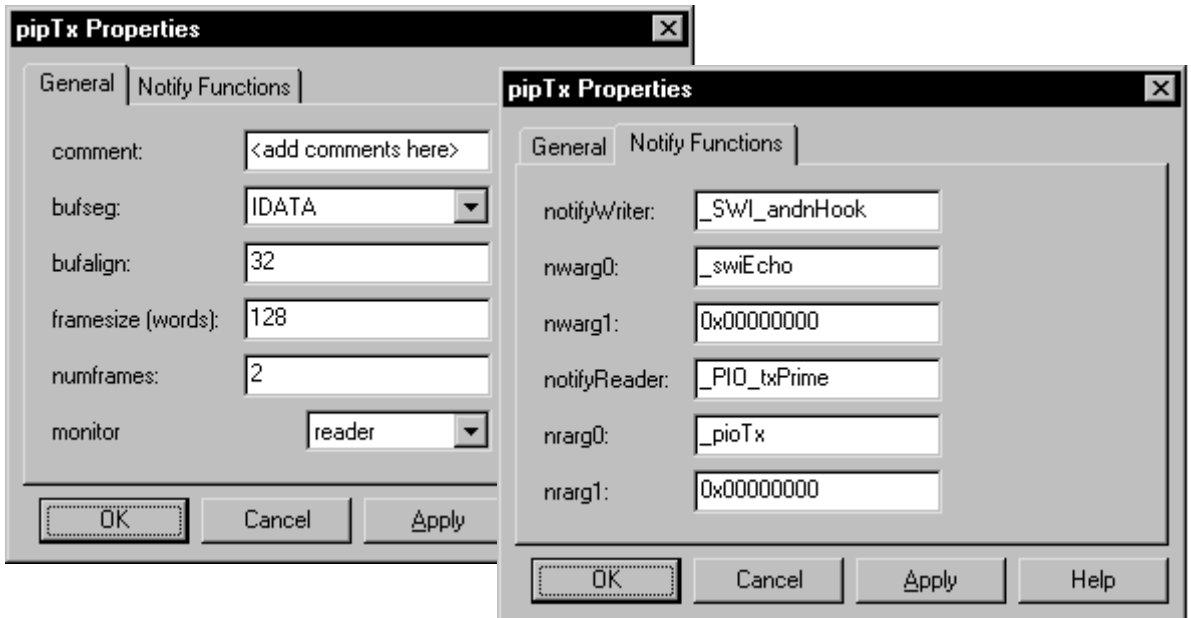 pipTx Properties
General
Notify Functions
comment:
<add comments here>
bufseg:
IDATA
bufalign:
32
framesize (words):
128
numframes:
2
monitor
reader
OK
Cancel
Apply
pipTx Properties
General
Notify Functions
notifyWriter:
_SWI_andnHook
nwarg0:
_swiEcho
nwarg1:
0x00000000
notifyReader:
_PIO_txPrime
nrarg0:
_pioTx
nrarg1:
0x00000000
OK
Cancel
Apply
Help